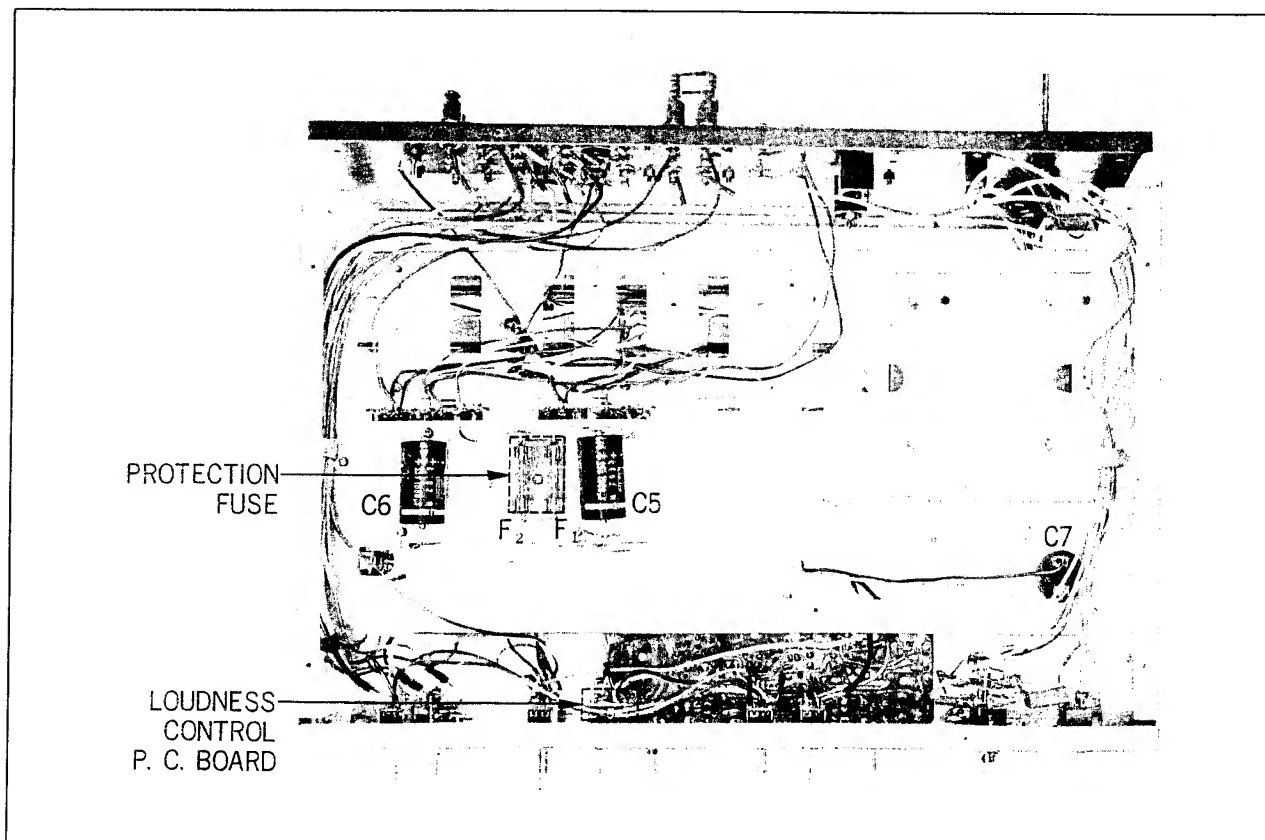 PROTECTION
FUSE
C6
F2
F1
C5
C7
LOUDNESS
CONTROL
P. C. BOARD